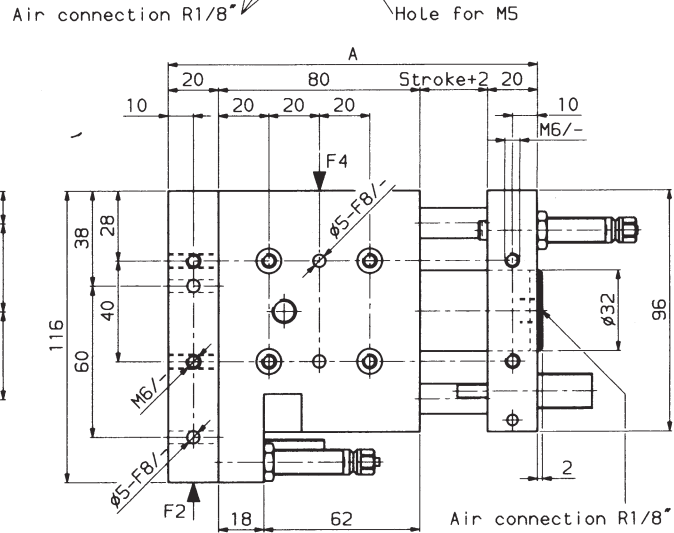 Air connection R1/8"
Hole for M5
A
20
80
Stroke+2
20
10
20
20
20
10
M6/-
F4
ø5-F8/-
28
38
40
60
116
ø32
96
M6/-
ø5-F8/-
F2
18
62
2
Air connection R1/8"